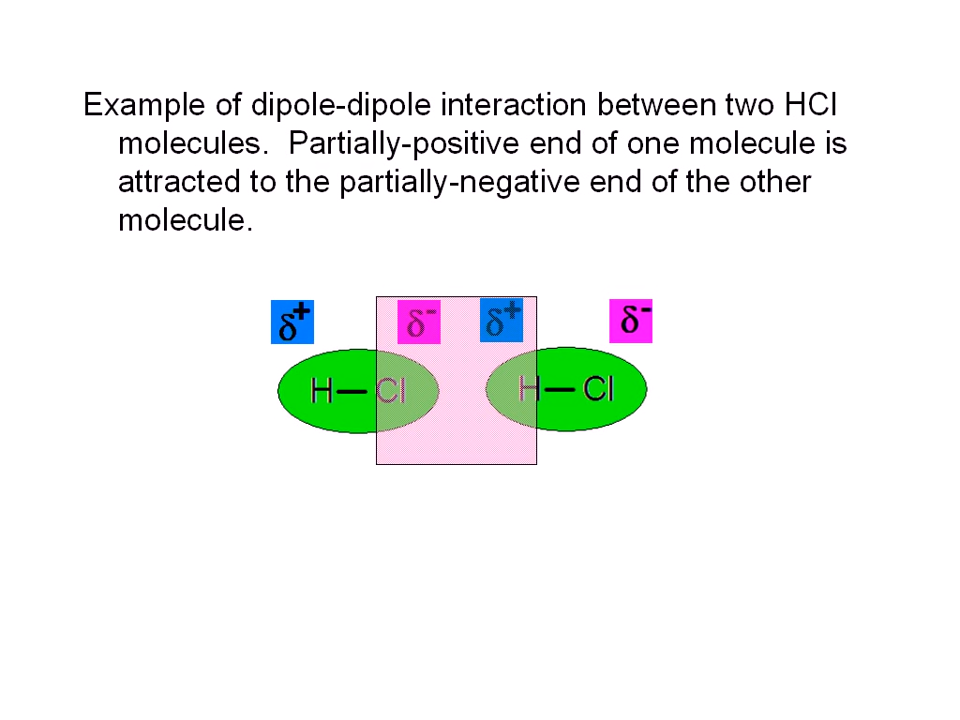 Example of dipole-dipole interaction between two HCl
molecules.  Partially-positive end of one molecule is
attracted to the partially-negative end of the other
molecule.
δ+ δ- δ+ δ-
H—Cl H—Cl